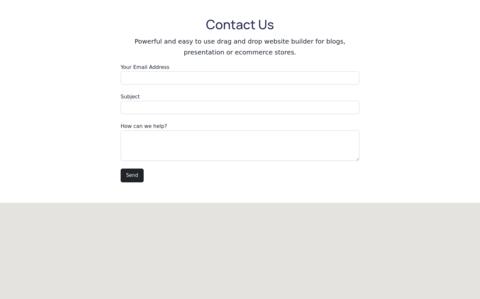 Contact Us
Powerful and easy to use drag and drop website builder for blogs,
presentation or ecommerce stores.
Your Email Address
Subject
How can we help?
Send